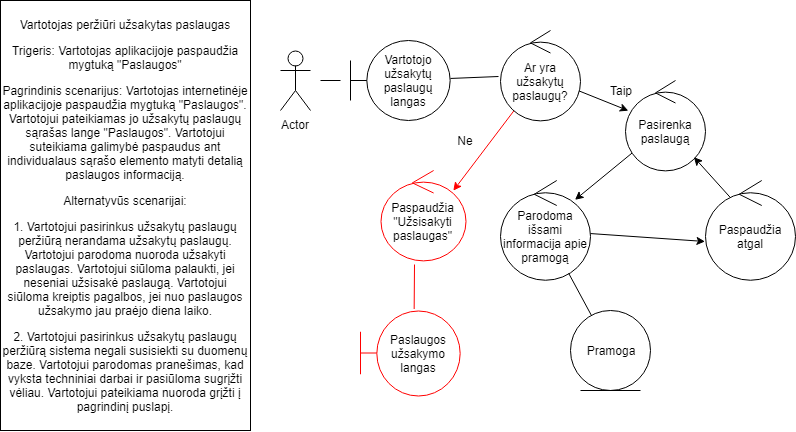 Vartotojas peržiūri užsakytas paslaugas
Trigeris: Vartotojas aplikacijoje paspaudžia
mygtuką "Paslaugos"
Pagrindinis scenarijus: Vartotojas internetinėje
aplikacijoje paspaudžia mygtuką "Paslaugos".
Vartotojui pateikiamas jo užsakytų paslaugų
sąrašas lange "Paslaugos". Vartotojui
suteikiama galimybė paspaudus ant
individualaus sąrašo elemento matyti detalią
paslaugos informaciją.
Alternatyvūs scenarijai:
1. Vartotojui pasirinkus užsakytų paslaugų
peržiūrą nerandama užsakytų paslaugų.
Vartotojui parodoma nuoroda užsakyti
paslaugas. Vartotojui siūloma palaukti, jei
neseniai užsisakė paslaugą. Vartotojui
siūloma kreiptis pagalbos, jei nuo paslaugos
užsakymo jau praėjo diena laiko.
2. Vartotojui pasirinkus užsakytų paslaugų
peržiūrą sistema negali susisiekti su duomenų
baze. Vartotojui parodomas pranešimas, kad
vyksta techniniai darbai ir pasiūloma sugrįžti
vėliau. Vartotojui pateikiama nuoroda grįžti į
pagrindinį puslapį.
Actor
Vartotojo
užsakytų
paslaugų
langas
Ar yra
užsakytų
paslaugų?
Taip
Pasirenka
paslaugą
Ne
Paspaudžia
"Užsisakyti
paslaugas"
Parodoma
išsami
informacija apie
pramogą
Paspaudžia
atgal
Paslaugos
užsakymo
langas
Pramoga